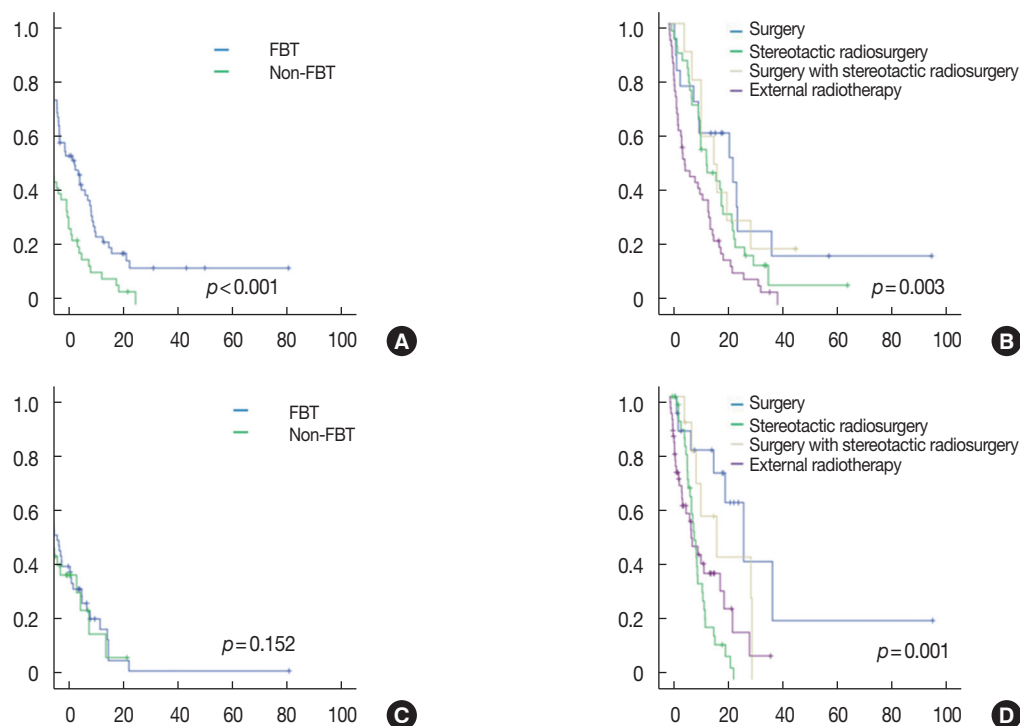 1.0
0.8
0.6
0.4
0.2
0
FBT
Non-FBT
p<0.001
0 20 40 60 80 100
A
1.0
0.8
0.6
0.4
0.2
0
Surgery
Stereotactic radiosurgery
Surgery with stereotactic radiosurgery
External radiotherapy
p=0.003
0 20 40 60 80 100
B
1.0
0.8
0.6
0.4
0.2
0
FBT
Non-FBT
p=0.152
0 20 40 60 80 100
C
1.0
0.8
0.6
0.4
0.2
0
Surgery
Stereotactic radiosurgery
Surgery with stereotactic radiosurgery
External radiotherapy
p=0.001
0 20 40 60 80 100
D